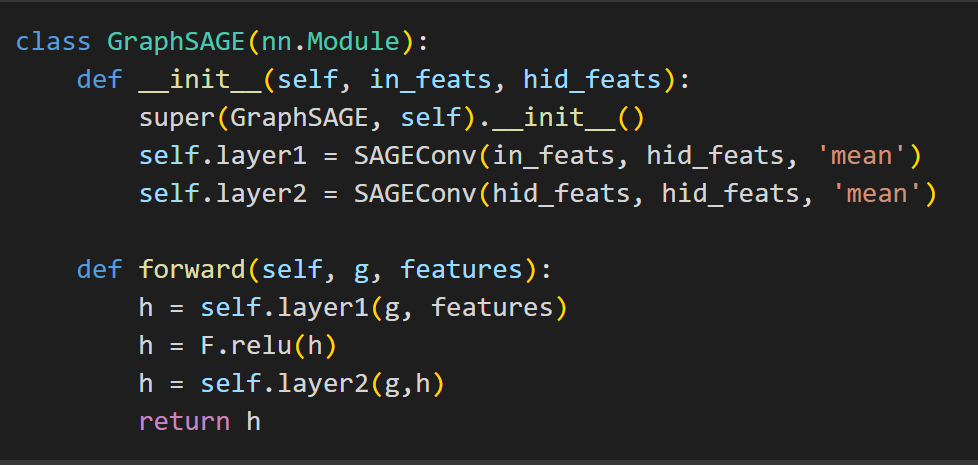 class GraphSAGE(nn.Module):
    def __init__(self, in_feats, hid_feats):
        super(GraphSAGE, self).__init__()
        self.layer1 = SAGEConv(in_feats, hid_feats, 'mean')
        self.layer2 = SAGEConv(hid_feats, hid_feats, 'mean')

    def forward(self, g, features):
        h = self.layer1(g, features)
        h = F.relu(h)
        h = self.layer2(g,h)
        return h